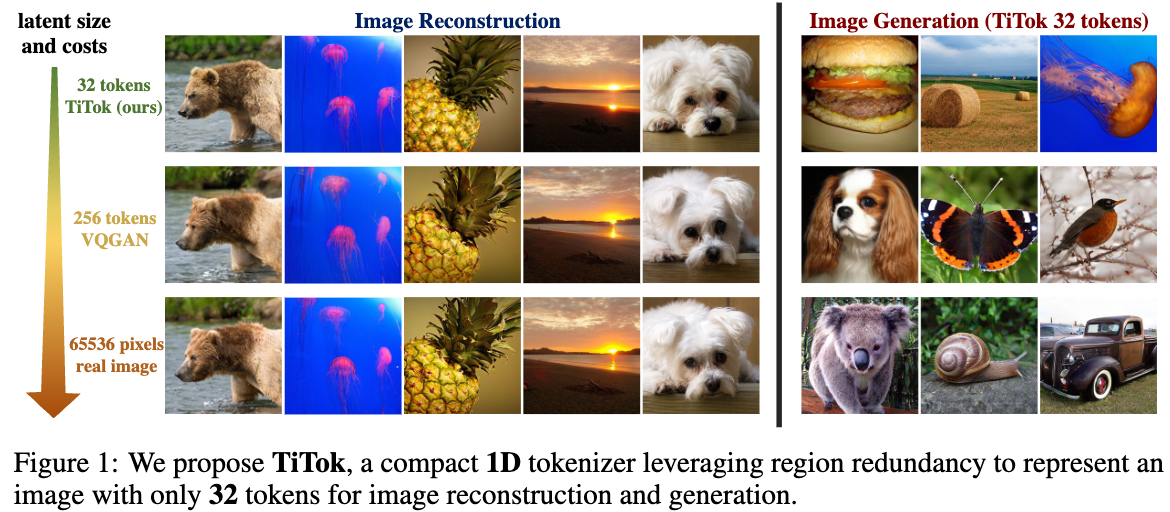 latent size
and costs
Image Reconstruction
Image Generation (TiTok 32 tokens)
32 tokens
TiTok (ours)
256 tokens
VQGAN
65536 pixels
real image
Figure 1: We propose TiTok, a compact 1D tokenizer leveraging region redundancy to represent an
image with only 32 tokens for image reconstruction and generation.